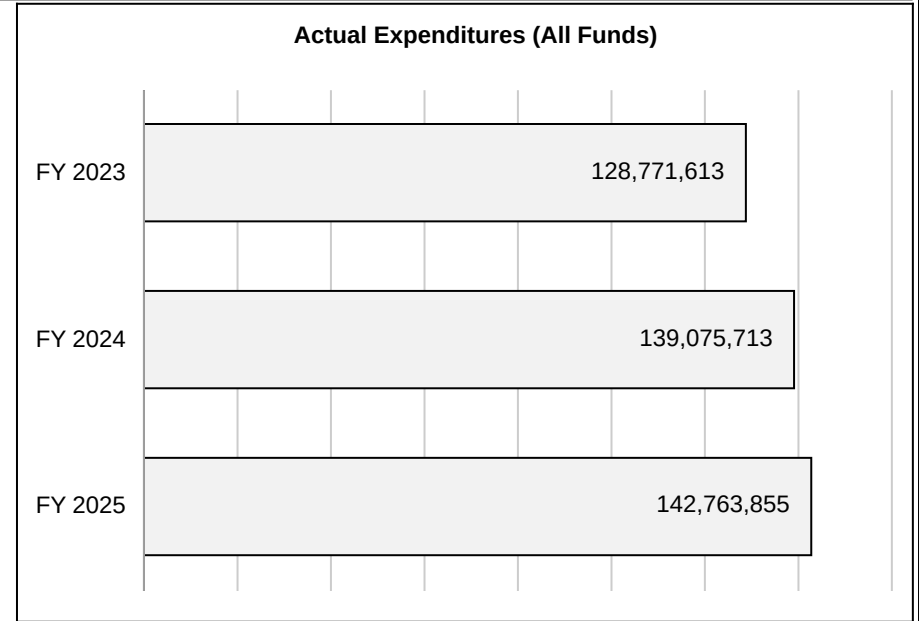 Actual Expenditures (All Funds)
FY 2023 128,771,613
FY 2024 139,075,713
FY 2025 142,763,855